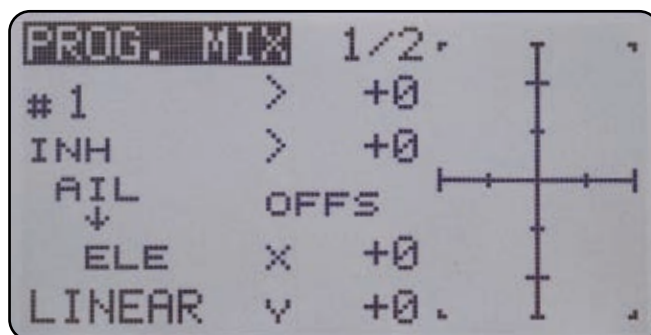 PROG. MIX 1/2
#1 > +0
INH > +0
AIL OFFS
↓
ELE X +0
LINEAR Y +0